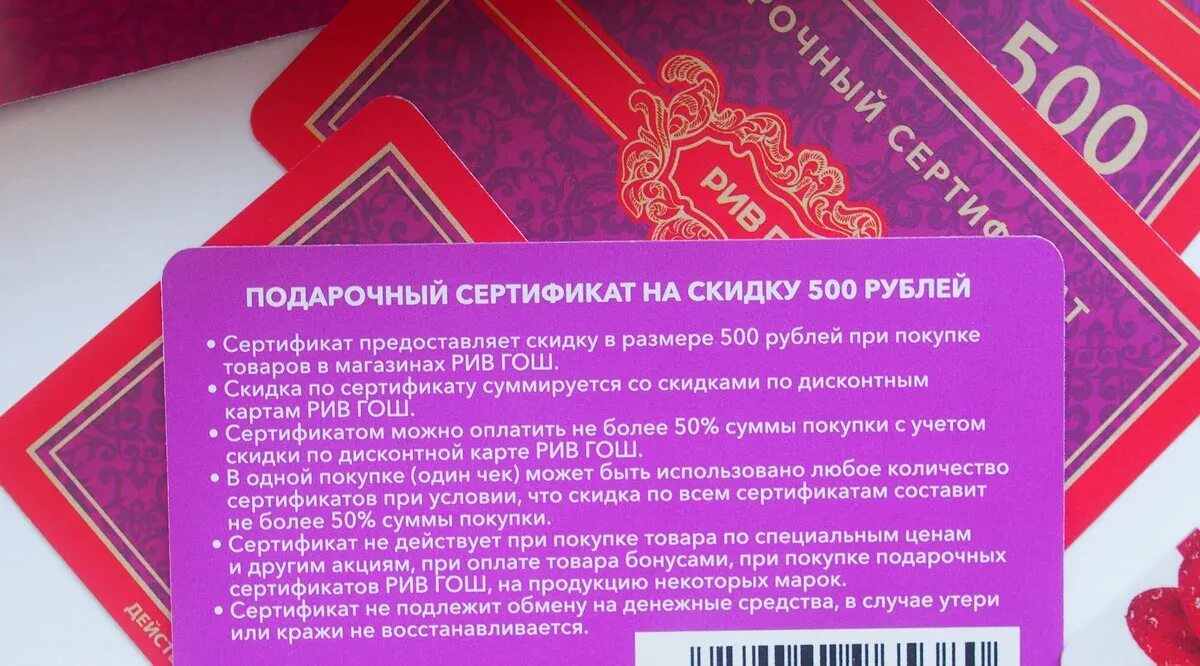 500
РОЧНЫЙ СЕРТИФИКАТ
РИВ Г
ПОДАРОЧНЫЙ СЕРТИФИКАТ НА СКИДКУ 500 РУБЛЕЙ
• Сертификат предоставляет скидку в размере 500 рублей при покупке
товаров в магазинах РИВ ГОШ.
• Скидка по сертификату суммируется со скидками по дисконтным
картам РИВ ГОШ.
• Сертификатом можно оплатить не более 50% суммы покупки с учетом
скидки по дисконтной карте РИВ ГОШ.
• В одной покупке (один чек) может быть использовано любое количество
сертификатов при условии, что скидка по всем сертификатам составит
не более 50% суммы покупки.
• Сертификат не действует при покупке товара по специальным ценам
и другим акциям, при оплате товара бонусами, при покупке подарочных
сертификатов РИВ ГОШ, на продукцию некоторых марок.
• Сертификат не подлежит обмену на денежные средства, в случае утери
или кражи не восстанавливается.
ДЕЙСТ